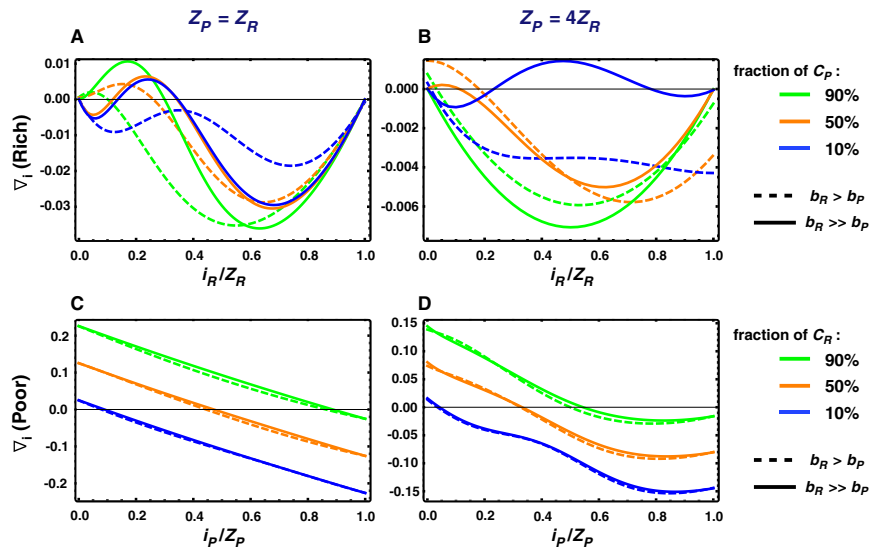 Z_P = Z_R
Z_P = 4Z_R
A
B
0.01
0.00
-0.01
-0.02
-0.03
0.0 0.2 0.4 0.6 0.8 1.0
∇_i (Rich)
i_R/Z_R
0.000
-0.002
-0.004
-0.006
0.0 0.2 0.4 0.6 0.8 1.0
i_R/Z_R
fraction of C_P :
90%
50%
10%
b_R > b_P
b_R >> b_P
C
D
0.2
0.1
0.0
-0.1
-0.2
0.0 0.2 0.4 0.6 0.8 1.0
∇_i (Poor)
i_P/Z_P
0.15
0.10
0.05
0.00
-0.05
-0.10
-0.15
0.0 0.2 0.4 0.6 0.8 1.0
i_P/Z_P
fraction of C_R :
90%
50%
10%
b_R > b_P
b_R >> b_P